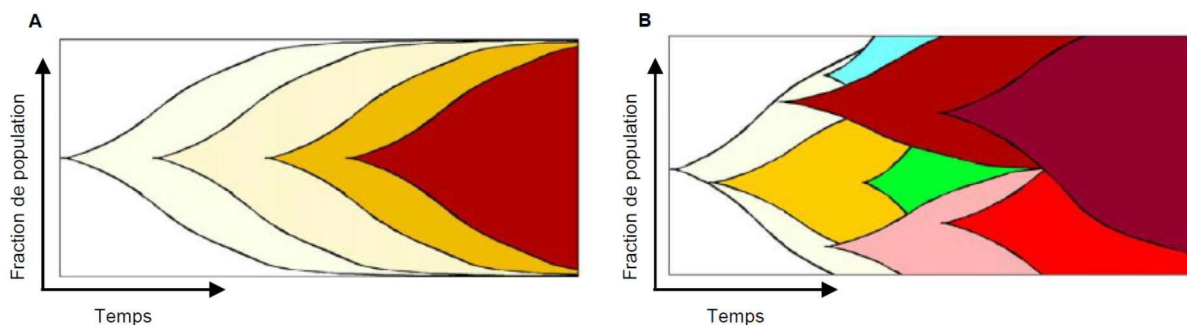 A
Fraction de population
Temps
B
Fraction de population
Temps